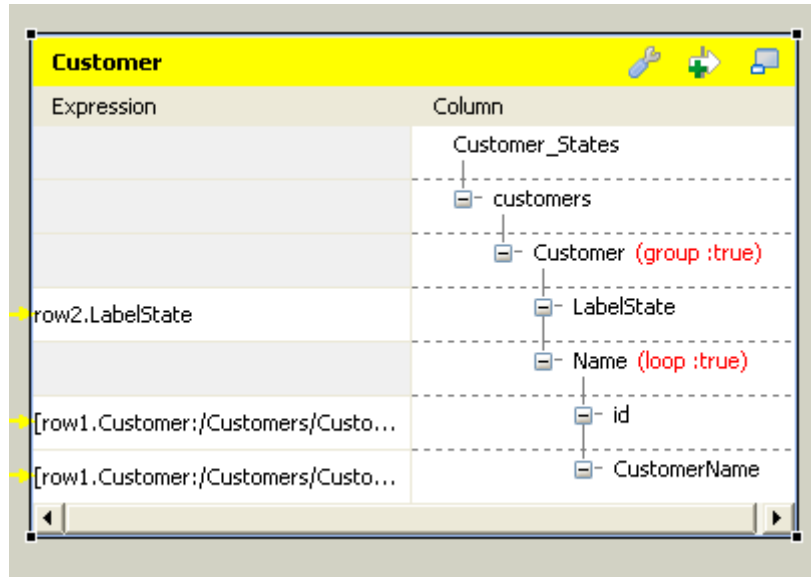 Customer
Expression Column
Customer_States
customers
Customer (group :true)
row2.LabelState LabelState
Name (loop :true)
[row1.Customer:/Customers/Custo... id
[row1.Customer:/Customers/Custo... CustomerName